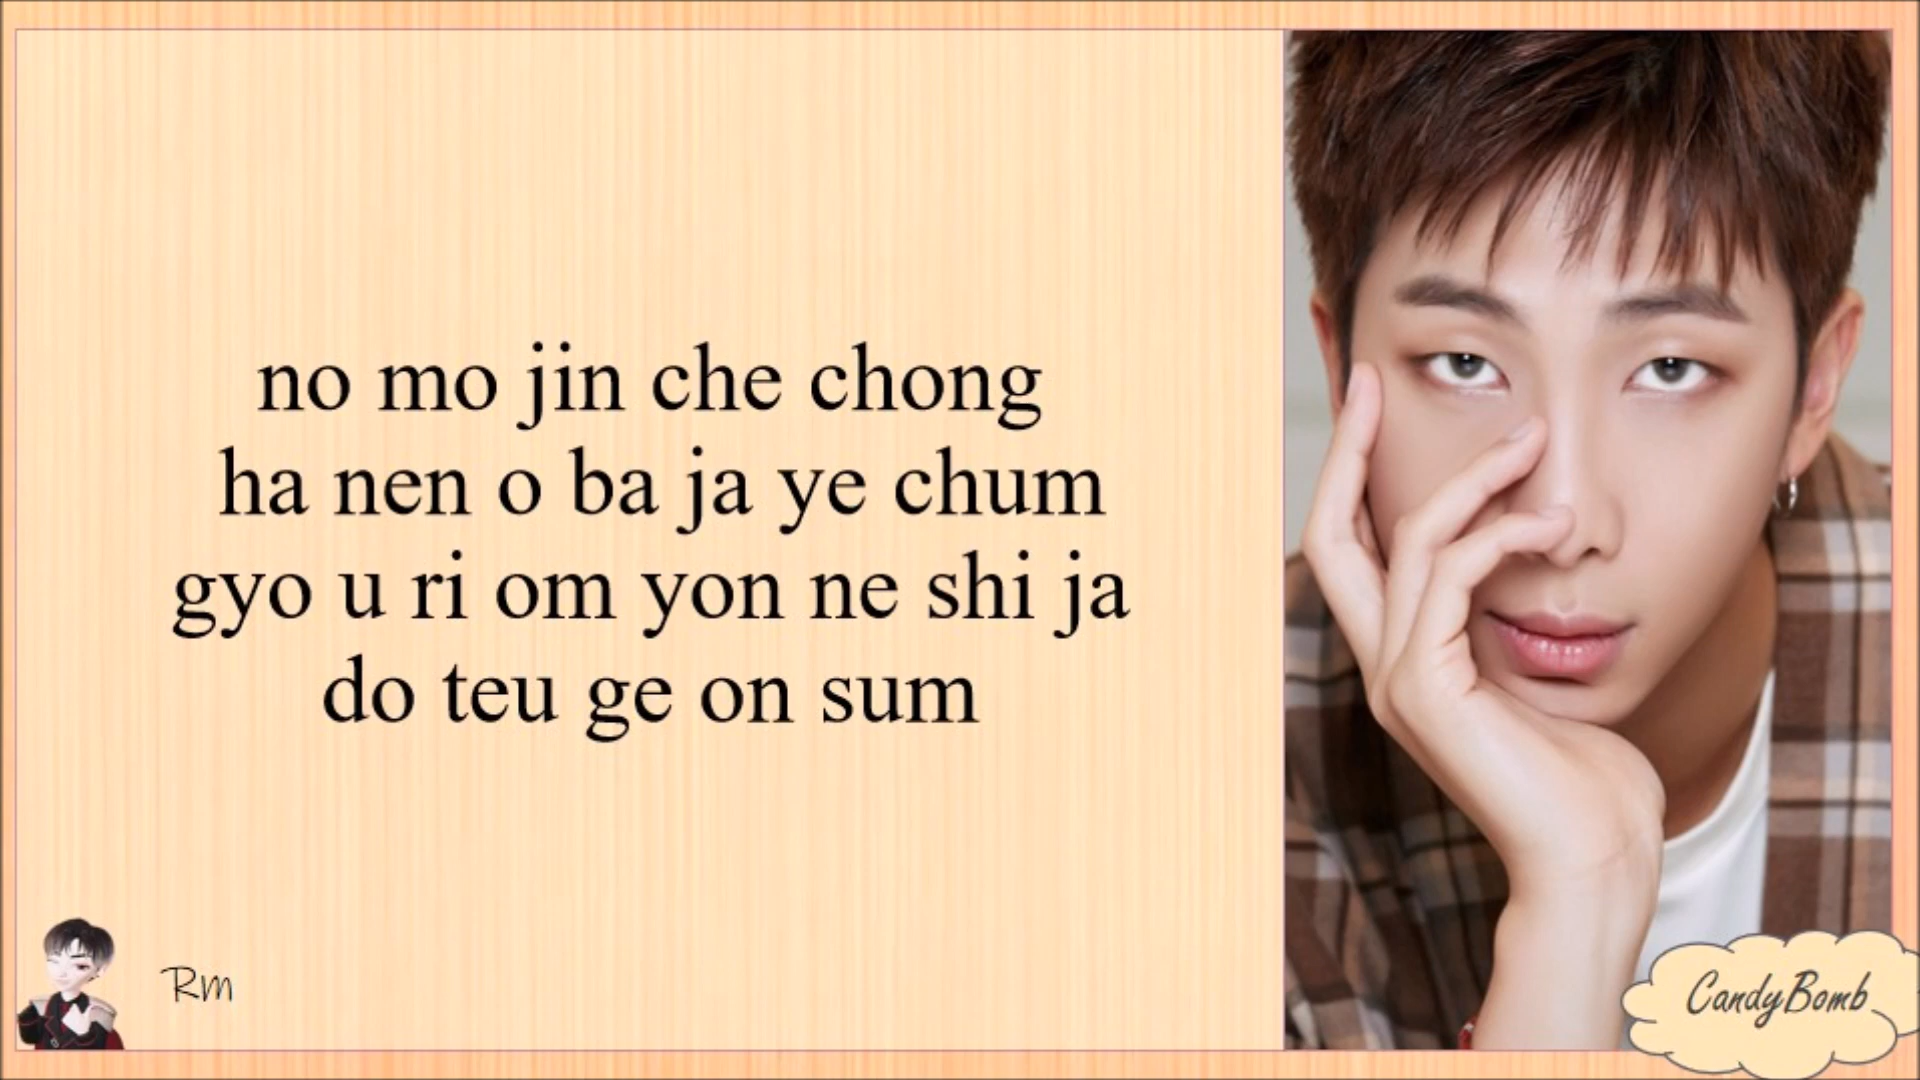 no mo jin che chong
ha nen o ba ja ye chum
gyo u ri om yon ne shi ja
do teu ge on sum
Rm
CandyBomb